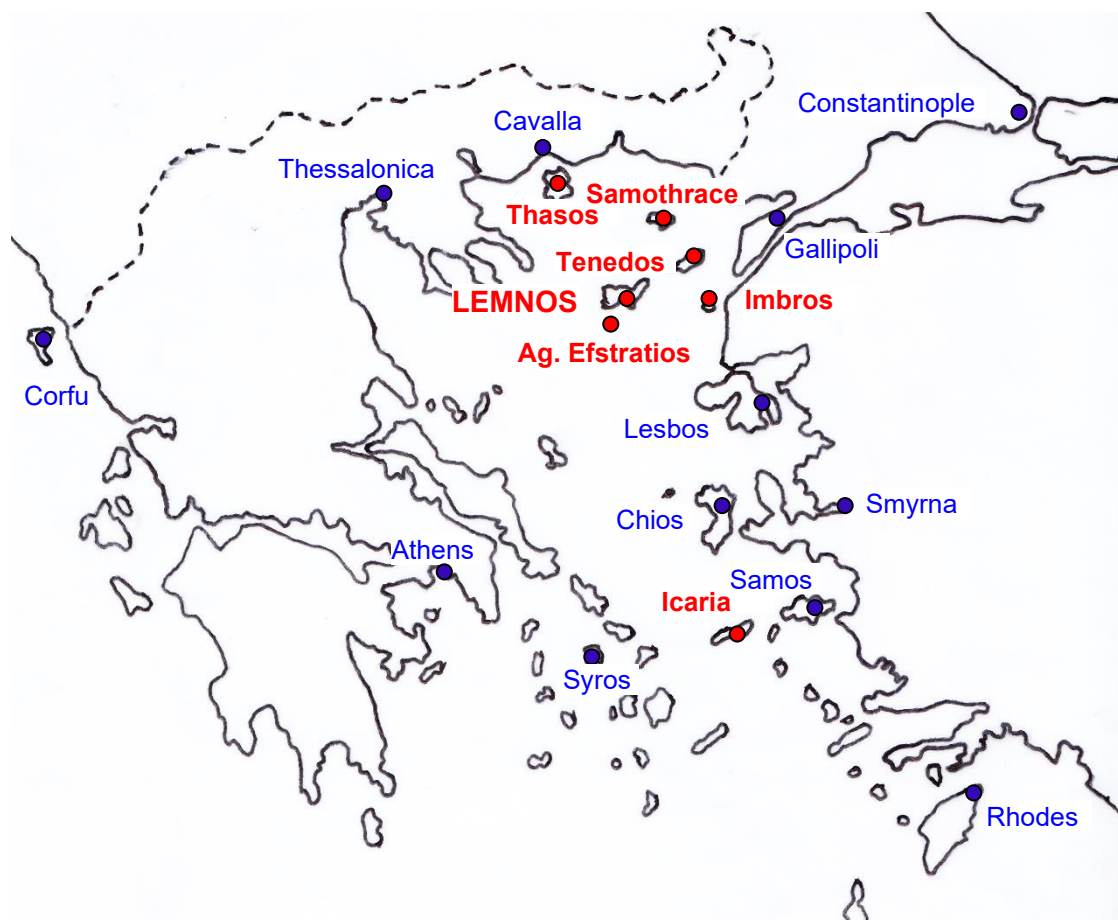 Constantinople
Cavalla
Thessalonica
Samothrace
Thasos
Gallipoli
Tenedos
LEMNOS
Imbros
Ag. Efstratios
Corfu
Lesbos
Chios
Smyrna
Athens
Samos
Icaria
Syros
Rhodes